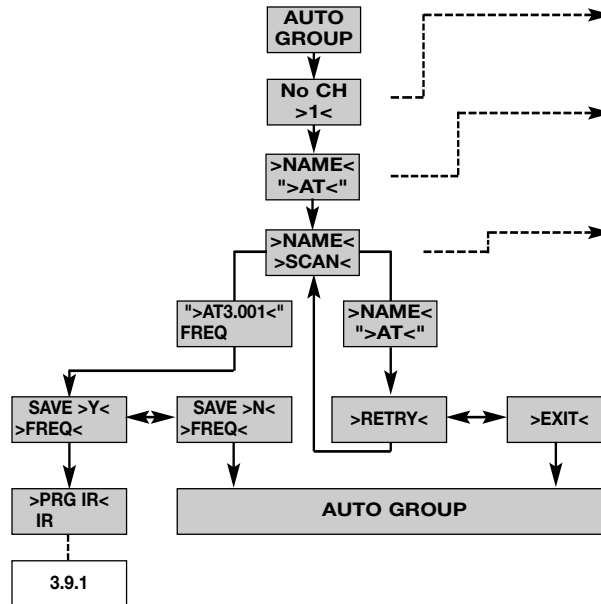 AUTO
GROUP
No CH
>1<
>NAME<
">AT<"
>NAME<
>SCAN<
">AT3.001<"
FREQ
>NAME<
">AT<"
SAVE >Y<
>FREQ<
SAVE >N<
>FREQ<
>RETRY<
>EXIT<
>PRG IR<
IR
AUTO GROUP
3.9.1